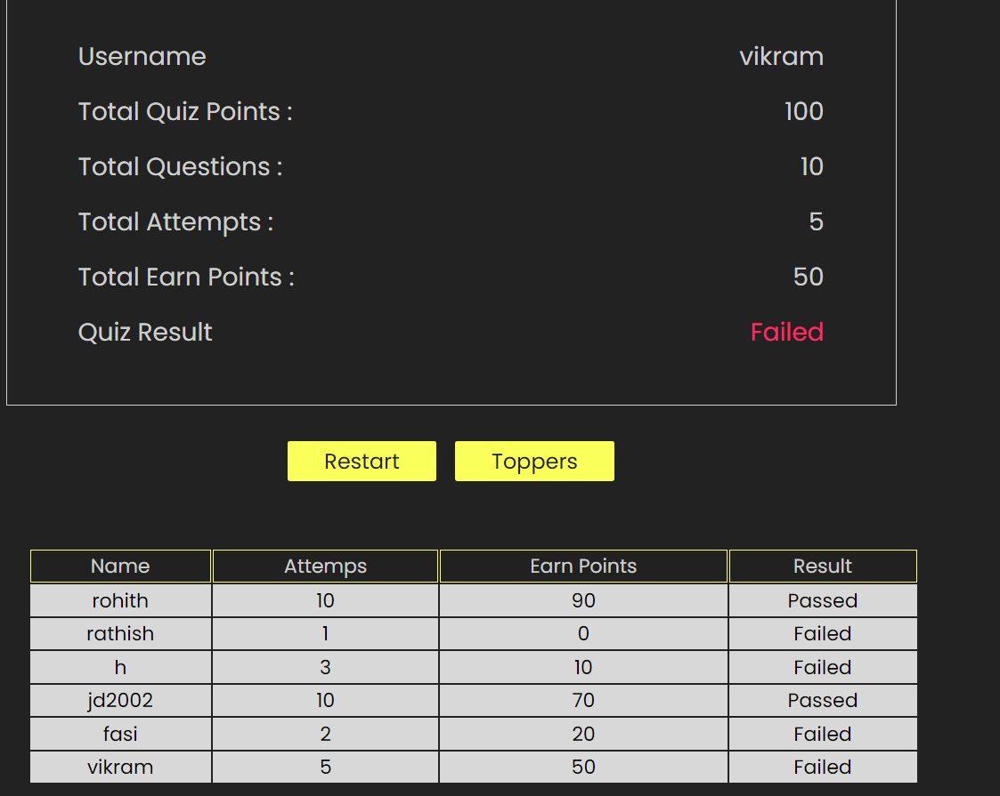 Username vikram
Total Quiz Points : 100
Total Questions : 10
Total Attempts : 5
Total Earn Points : 50
Quiz Result Failed
Restart Toppers
Name Attemps Earn Points Result
rohith 10 90 Passed
rathish 1 0 Failed
h 3 10 Failed
jd2002 10 70 Passed
fasi 2 20 Failed
vikram 5 50 Failed